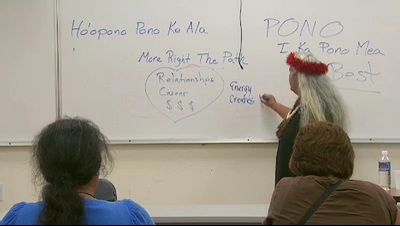 Ho'opono Pono Ke Ala
More Right The Path
Relationships
Career
$ $ $
Energy
Creates
PONO
I Ka Pono Mea
Best